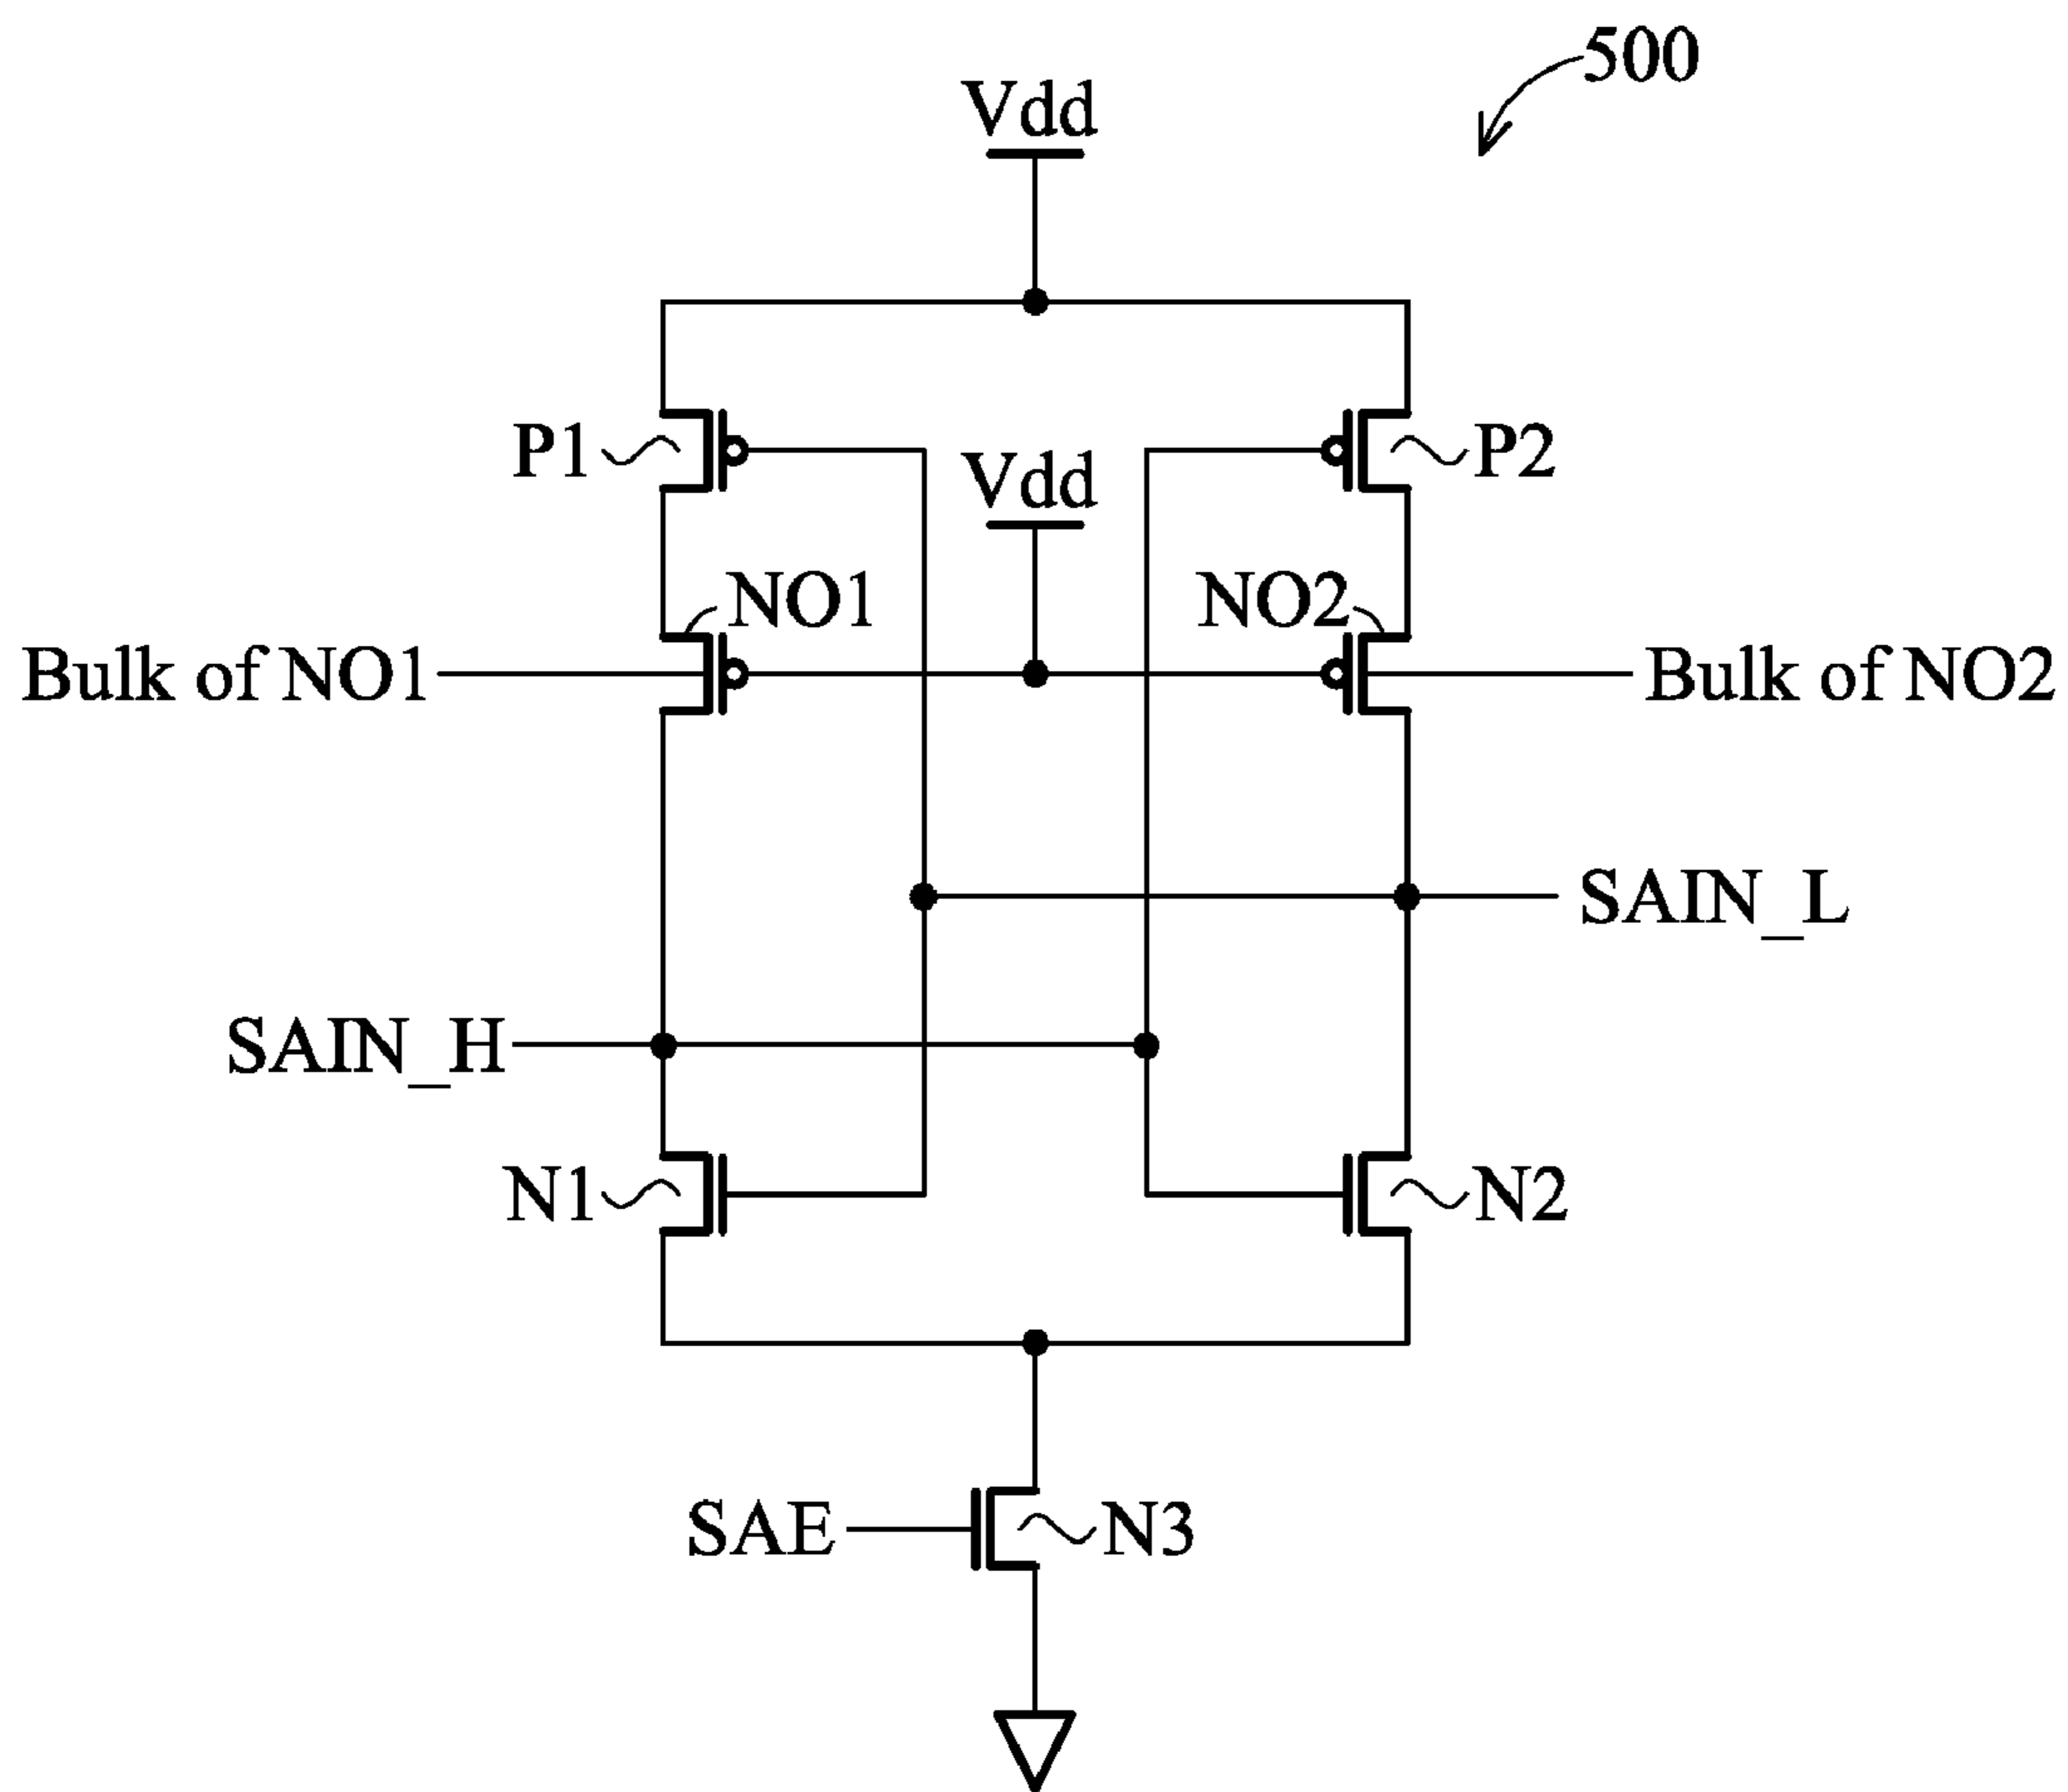 500
Vdd
P1
P2
Vdd
NO1
NO2
Bulk of NO1
Bulk of NO2
SAIN_L
SAIN_H
N1
N2
SAE
N3